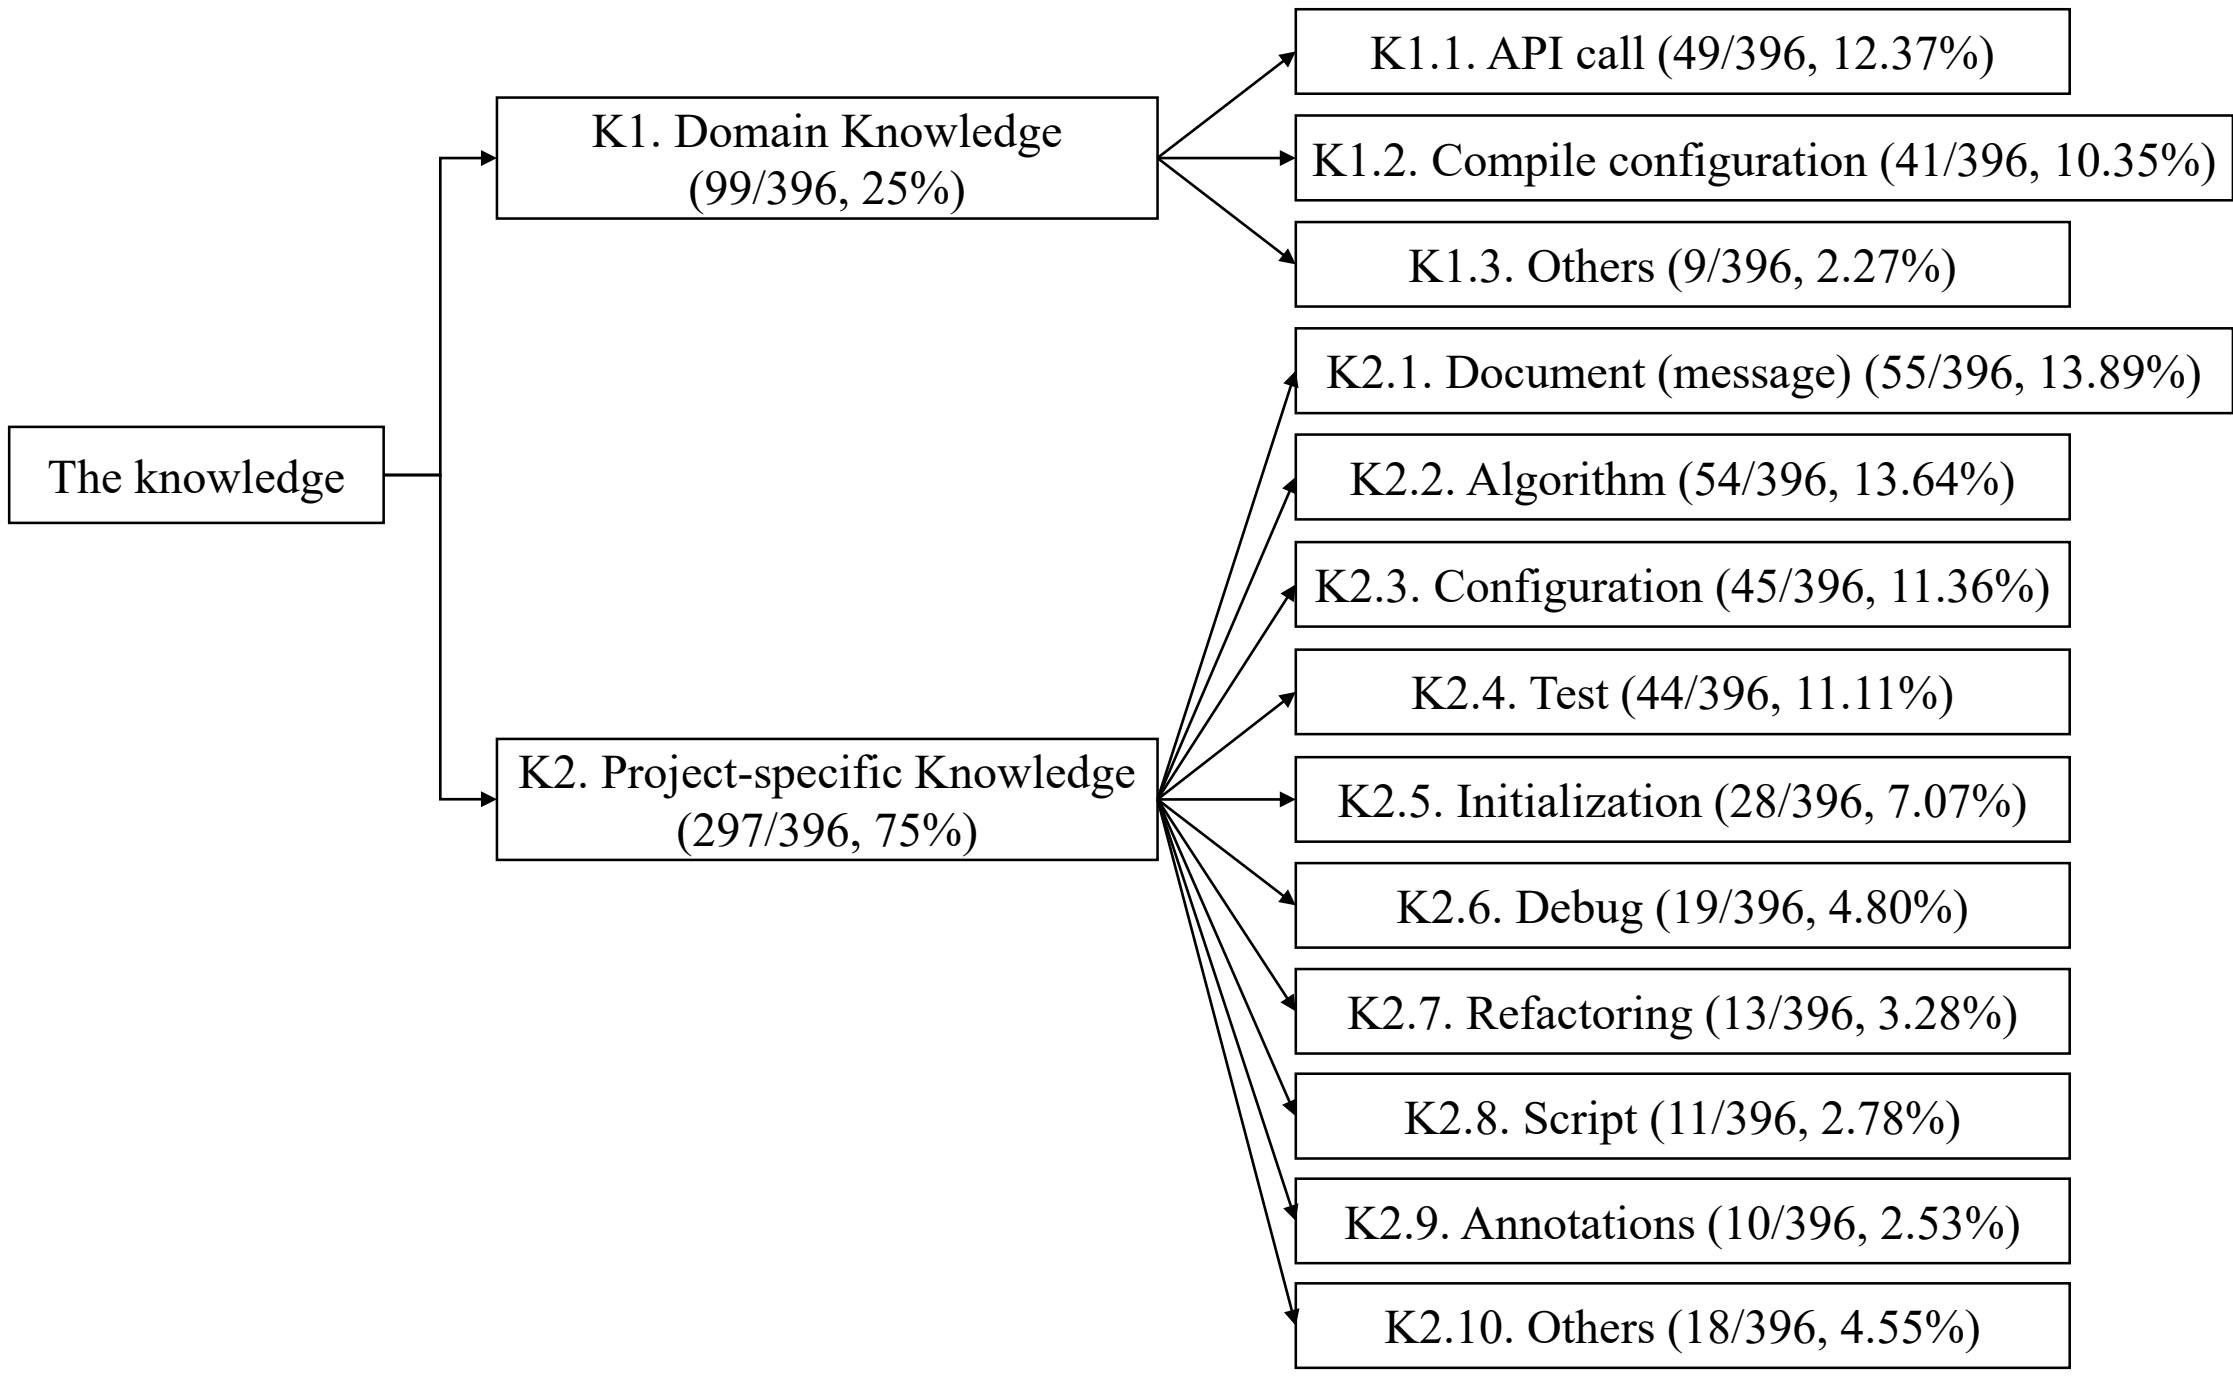 The knowledge
K1. Domain Knowledge
(99/396, 25%)
K1.1. API call (49/396, 12.37%)
K1.2. Compile configuration (41/396, 10.35%)
K1.3. Others (9/396, 2.27%)
K2. Project-specific Knowledge
(297/396, 75%)
K2.1. Document (message) (55/396, 13.89%)
K2.2. Algorithm (54/396, 13.64%)
K2.3. Configuration (45/396, 11.36%)
K2.4. Test (44/396, 11.11%)
K2.5. Initialization (28/396, 7.07%)
K2.6. Debug (19/396, 4.80%)
K2.7. Refactoring (13/396, 3.28%)
K2.8. Script (11/396, 2.78%)
K2.9. Annotations (10/396, 2.53%)
K2.10. Others (18/396, 4.55%)